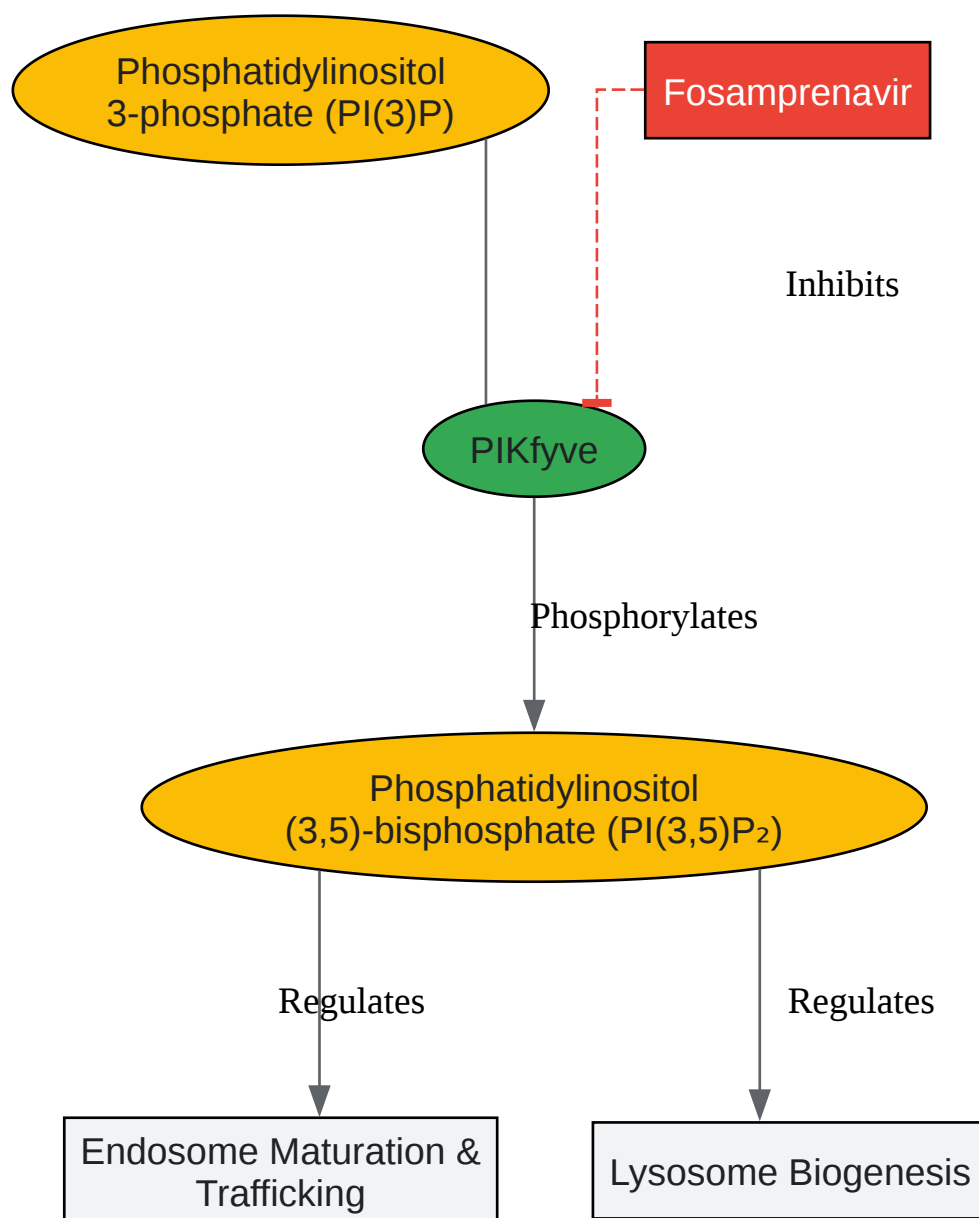 Phosphatidylinositol
3-phosphate (PI(3)P)
Fosamprenavir
Inhibits
PIKfyve
Phosphorylates
Phosphatidylinositol
(3,5)-bisphosphate (PI(3,5)P₂)
Regulates
Regulates
Endosome Maturation &
Trafficking
Lysosome Biogenesis